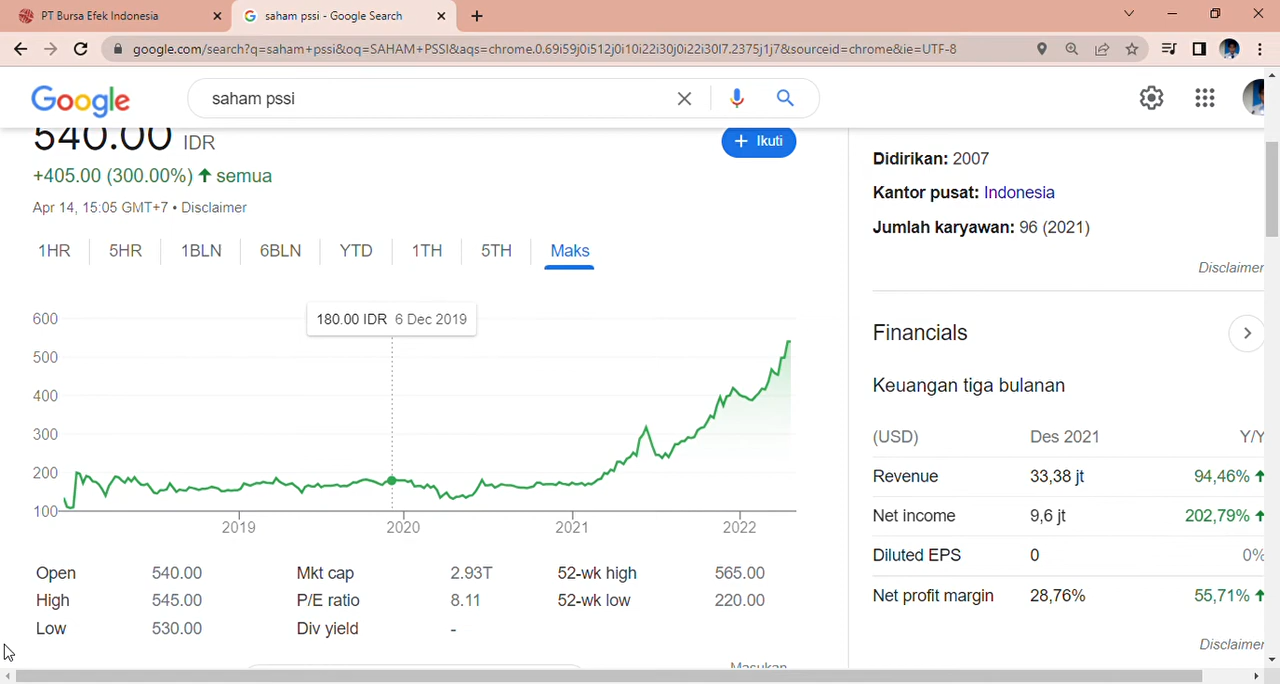 PT Bursa Efek Indonesia
saham pssi - Google Search
google.com/search?q=saham+pssi&oq=SAHAM+PSSI&aqs=chrome.0.69i59j0i512j0i10i22i30j0i22i30l7.2375j1j7&sourceid=chrome&ie=UTF-8
Google
saham pssi
540.00 IDR
+ Ikuti
+405.00 (300.00%) ↑ semua
Apr 14, 15:05 GMT+7 • Disclaimer
1HR 5HR 1BLN 6BLN YTD 1TH 5TH Maks
180.00 IDR 6 Dec 2019
600
500
400
300
200
100
2019 2020 2021 2022
Open 540.00 Mkt cap 2.93T 52-wk high 565.00
High 545.00 P/E ratio 8.11 52-wk low 220.00
Low 530.00 Div yield -
Masukan
Didirikan: 2007
Kantor pusat: Indonesia
Jumlah karyawan: 96 (2021)
Disclaimer
Financials
Keuangan tiga bulanan
(USD) Des 2021 Y/Y
Revenue 33,38 jt 94,46% ↑
Net income 9,6 jt 202,79% ↑
Diluted EPS 0 0%
Net profit margin 28,76% 55,71% ↑
Disclaimer